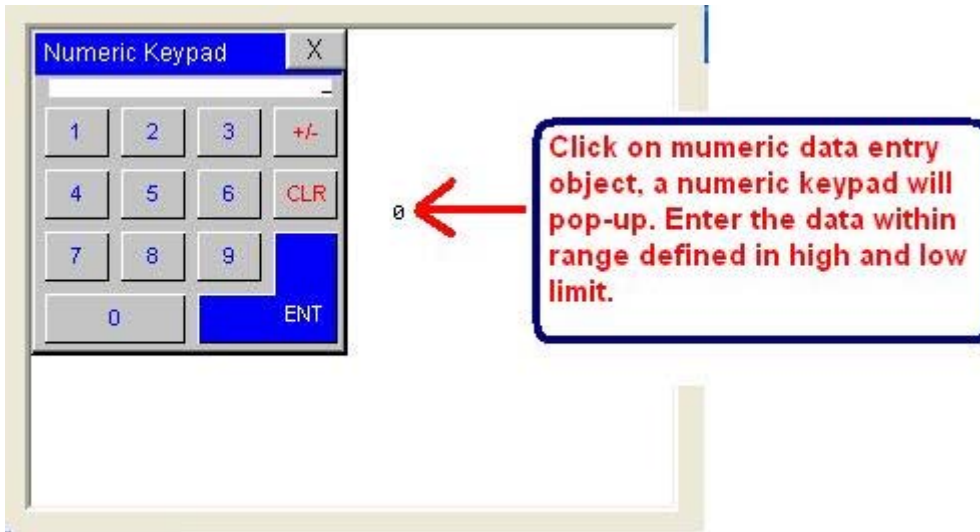 Numeric Keypad X
_
1 2 3 +/-
4 5 6 CLR
7 8 9
0 ENT
0
Click on mumeric data entry
object, a numeric keypad will
pop-up. Enter the data within
range defined in high and low
limit.